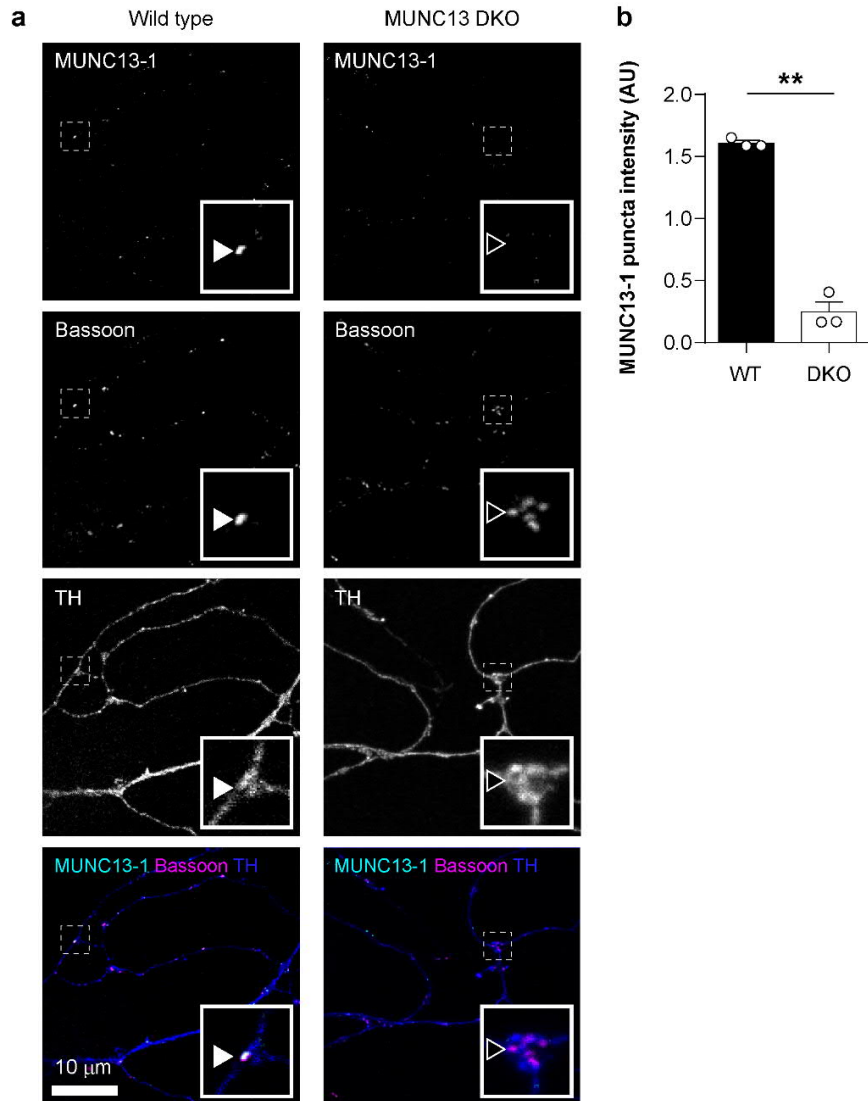 a
Wild type
MUNC13 DKO
b
MUNC13-1
MUNC13-1
Bassoon
Bassoon
TH
TH
MUNC13-1 Bassoon TH
MUNC13-1 Bassoon TH
10 μm
MUNC13-1 puncta intensity (AU)
**
2.0
1.5
1.0
0.5
0.0
WT
DKO